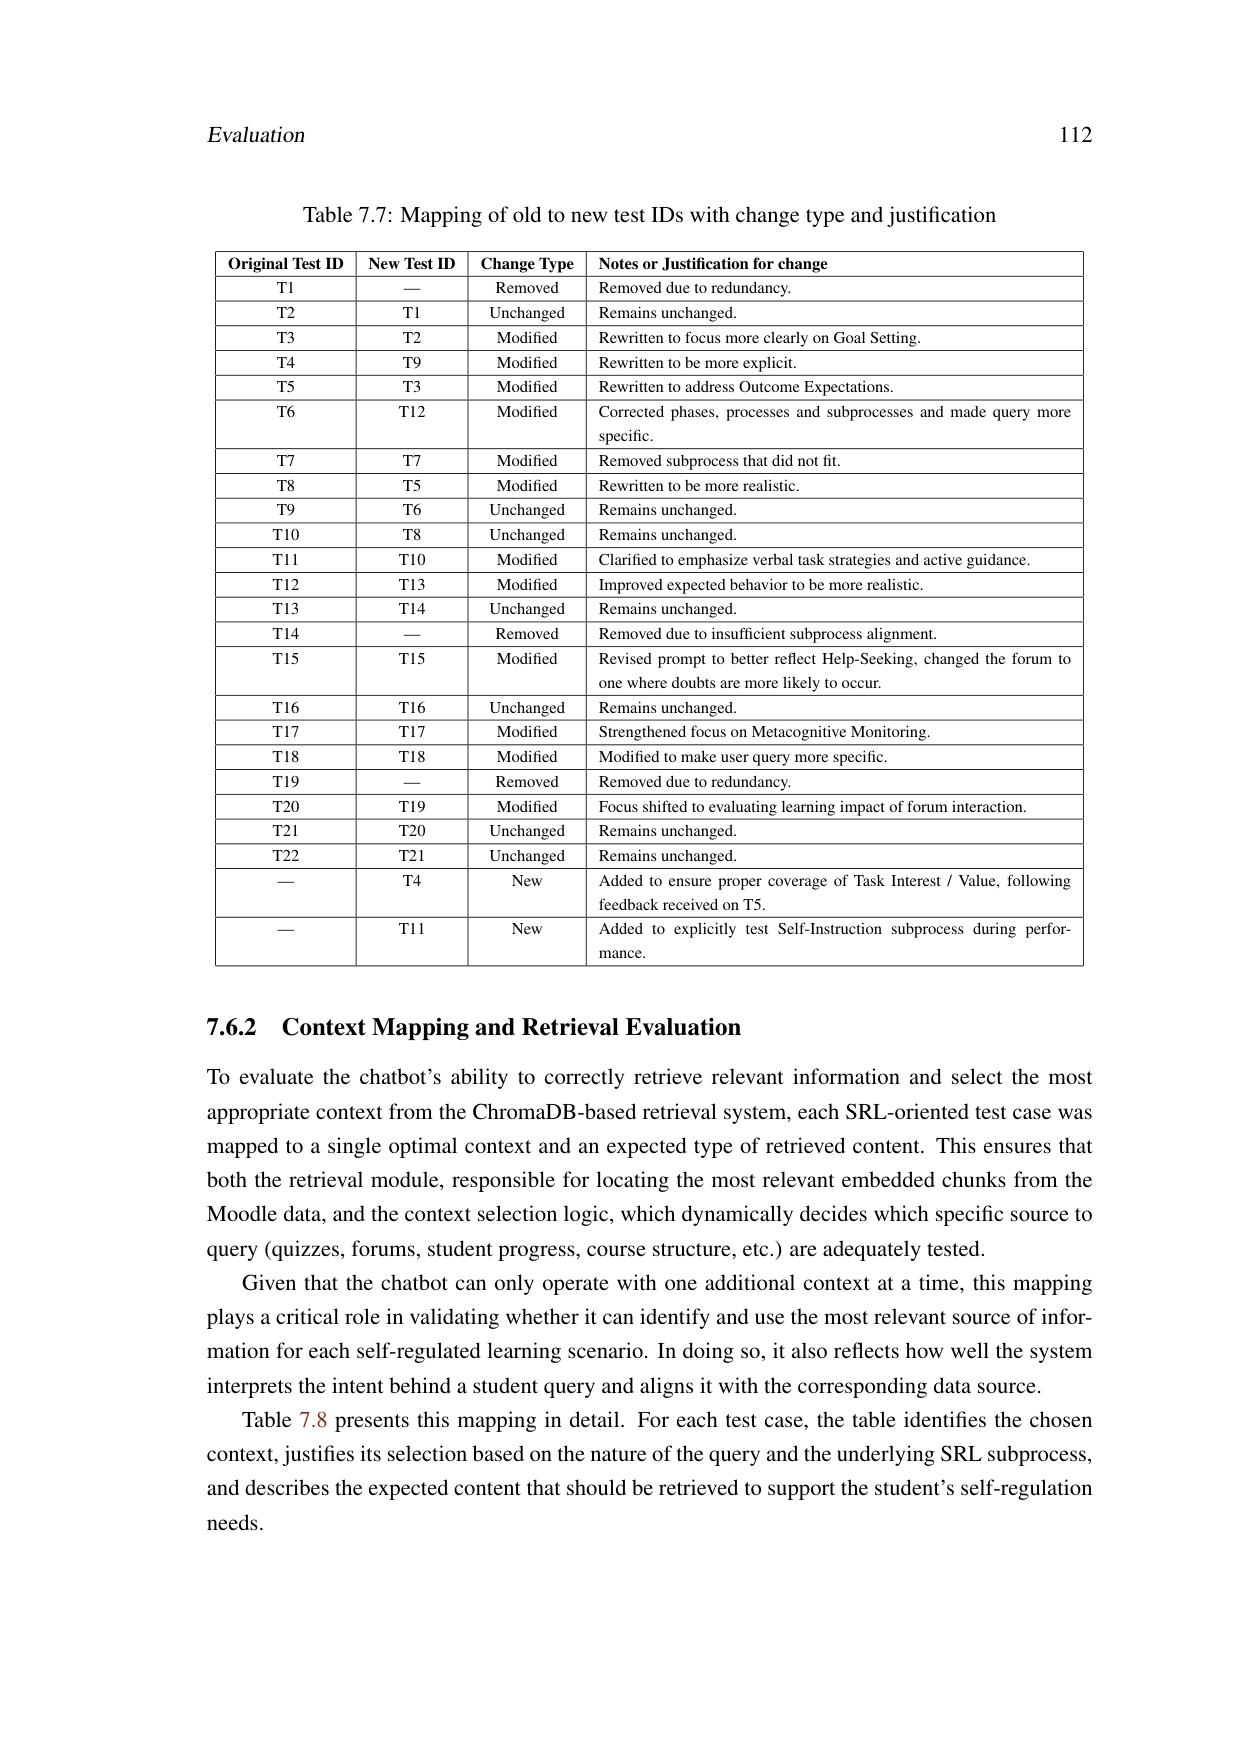 Evaluation 112
Table 7.7: Mapping of old to new test IDs with change type and justification
Original Test ID New Test ID Change Type Notes or Justification for change
T1 — Removed Removed due to redundancy.
T2 T1 Unchanged Remains unchanged.
T3 T2 Modified Rewritten to focus more clearly on Goal Setting.
T4 T9 Modified Rewritten to be more explicit.
T5 T3 Modified Rewritten to address Outcome Expectations.
T6 T12 Modified Corrected phases, processes and subprocesses and made query more
specific.
T7 T7 Modified Removed subprocess that did not fit.
T8 T5 Modified Rewritten to be more realistic.
T9 T6 Unchanged Remains unchanged.
T10 T8 Unchanged Remains unchanged.
T11 T10 Modified Clarified to emphasize verbal task strategies and active guidance.
T12 T13 Modified Improved expected behavior to be more realistic.
T13 T14 Unchanged Remains unchanged.
T14 — Removed Removed due to insufficient subprocess alignment.
T15 T15 Modified Revised prompt to better reflect Help-Seeking, changed the forum to
one where doubts are more likely to occur.
T16 T16 Unchanged Remains unchanged.
T17 T17 Modified Strengthened focus on Metacognitive Monitoring.
T18 T18 Modified Modified to make user query more specific.
T19 — Removed Removed due to redundancy.
T20 T19 Modified Focus shifted to evaluating learning impact of forum interaction.
T21 T20 Unchanged Remains unchanged.
T22 T21 Unchanged Remains unchanged.
— T4 New Added to ensure proper coverage of Task Interest / Value, following
feedback received on T5.
— T11 New Added to explicitly test Self-Instruction subprocess during perfor-
mance.
7.6.2 Context Mapping and Retrieval Evaluation
To evaluate the chatbot's ability to correctly retrieve relevant information and select the most
appropriate context from the ChromaDB-based retrieval system, each SRL-oriented test case was
mapped to a single optimal context and an expected type of retrieved content. This ensures that
both the retrieval module, responsible for locating the most relevant embedded chunks from the
Moodle data, and the context selection logic, which dynamically decides which specific source to
query (quizzes, forums, student progress, course structure, etc.) are adequately tested.
Given that the chatbot can only operate with one additional context at a time, this mapping
plays a critical role in validating whether it can identify and use the most relevant source of infor-
mation for each self-regulated learning scenario. In doing so, it also reflects how well the system
interprets the intent behind a student query and aligns it with the corresponding data source.
Table 7.8 presents this mapping in detail. For each test case, the table identifies the chosen
context, justifies its selection based on the nature of the query and the underlying SRL subprocess,
and describes the expected content that should be retrieved to support the student's self-regulation
needs.